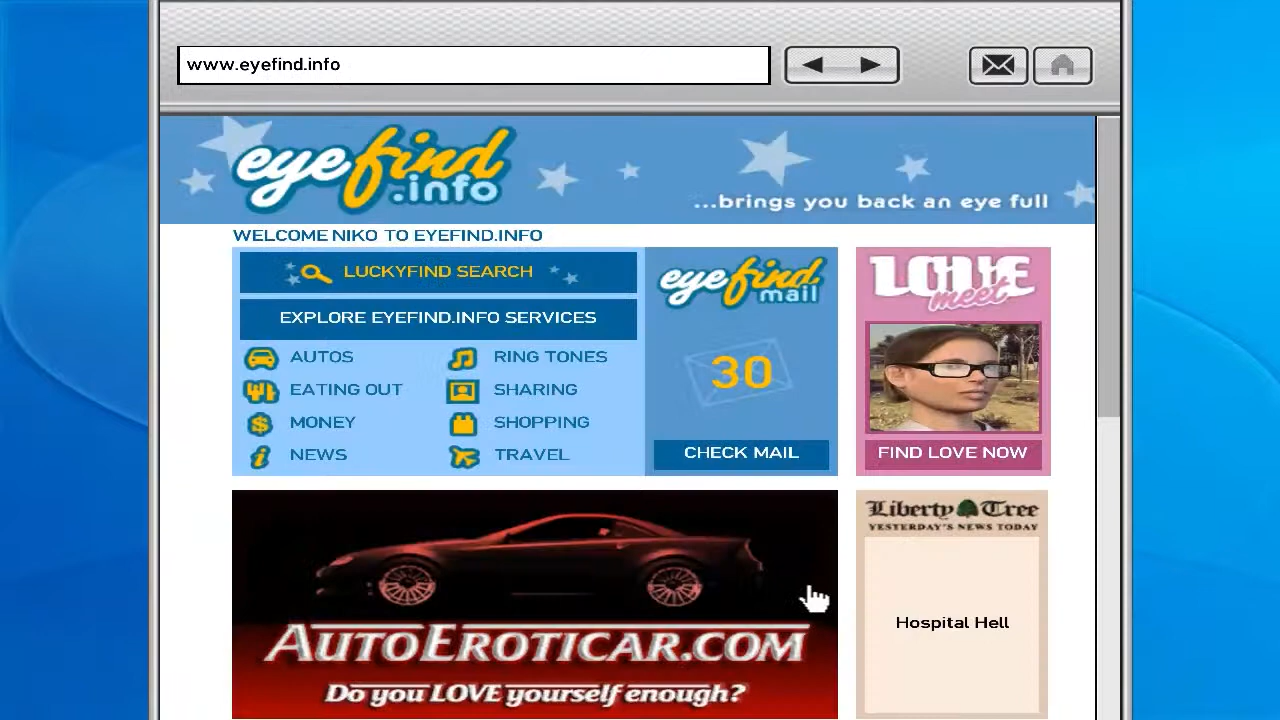 www.eyefind.info
eyefind
.info
...brings you back an eye full
WELCOME NIKO TO EYEFIND.INFO
LUCKYFIND SEARCH
EXPLORE EYEFIND.INFO SERVICES
AUTOS
RING TONES
EATING OUT
SHARING
MONEY
SHOPPING
NEWS
TRAVEL
eyefind
mail
30
CHECK MAIL
LOVE
meet
FIND LOVE NOW
AUTOEROTICAR.COM
Do you LOVE yourself enough?
Liberty Tree
YESTERDAY'S NEWS TODAY
Hospital Hell